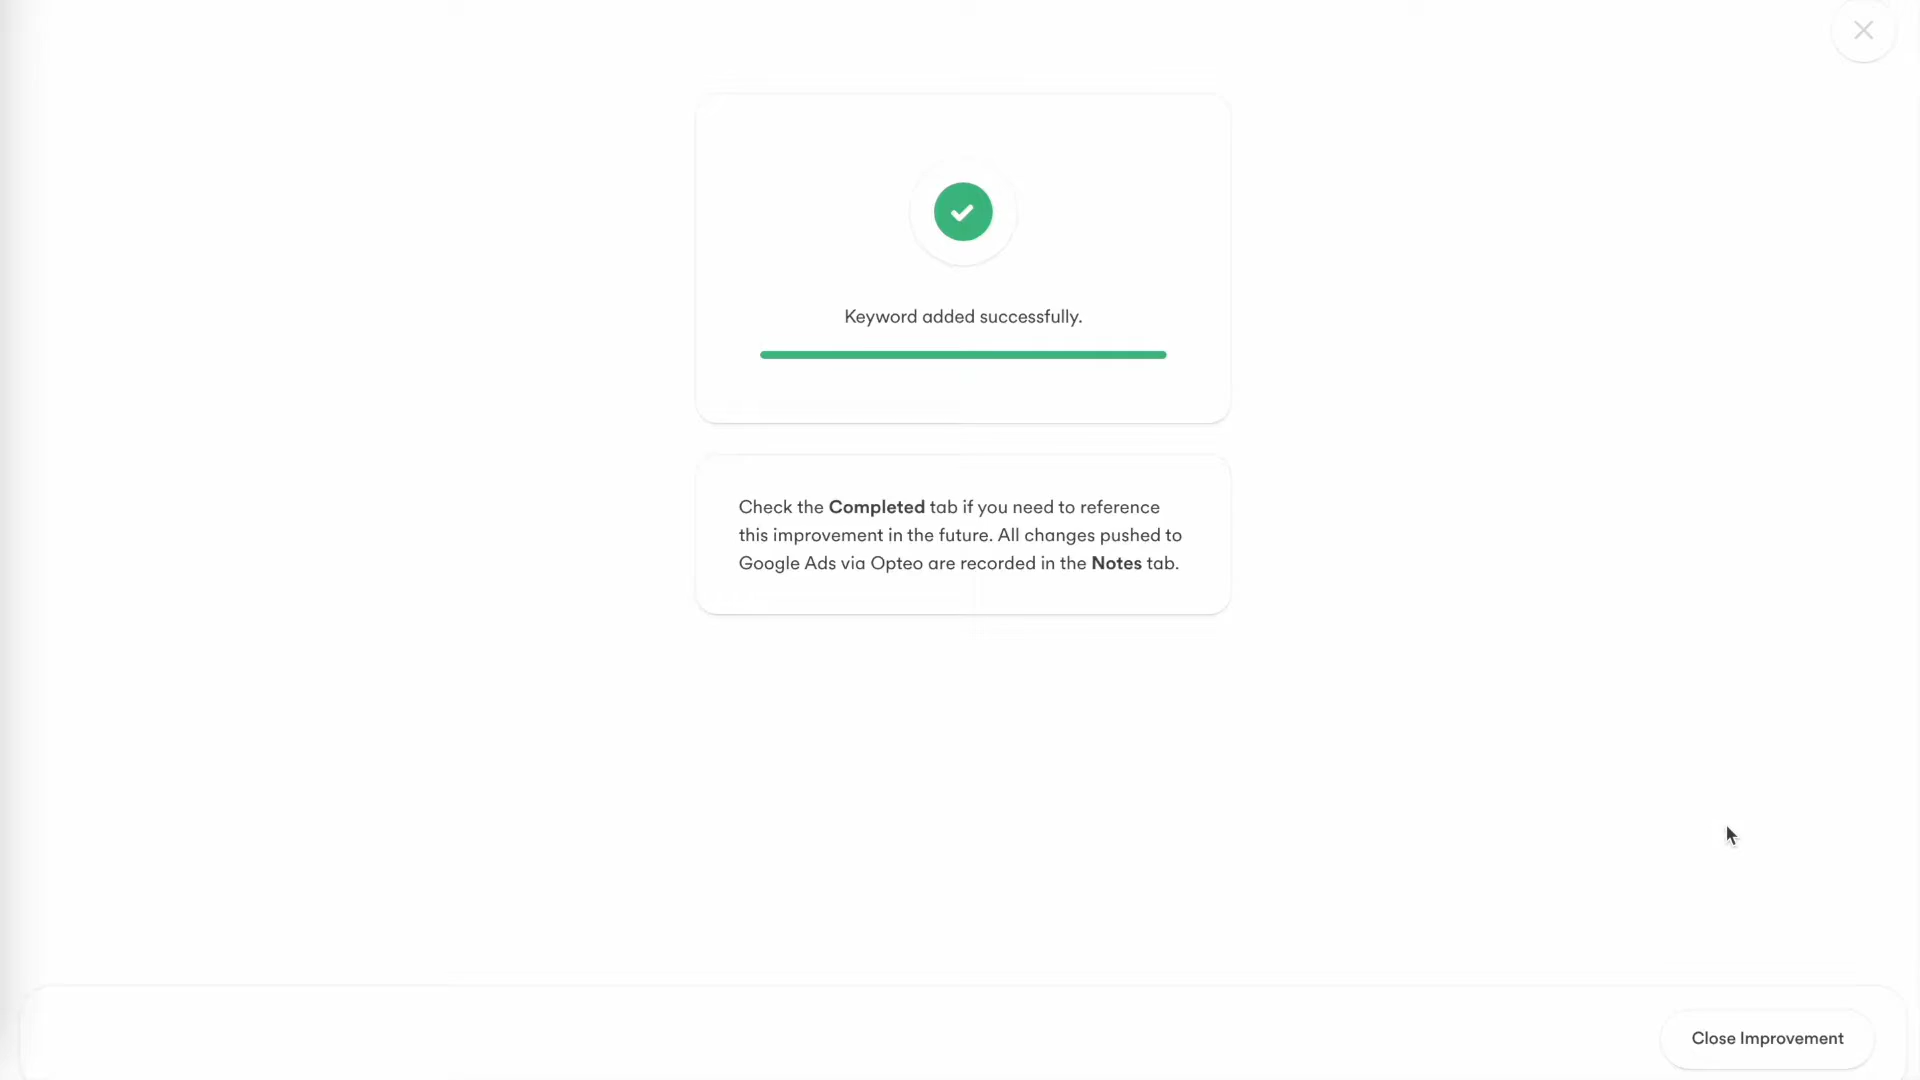 Keyword added successfully.
Check the Completed tab if you need to reference
this improvement in the future. All changes pushed to
Google Ads via Opteo are recorded in the Notes tab.
Close Improvement